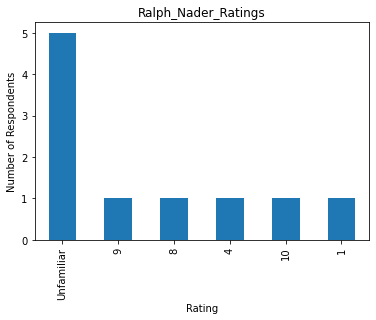 Ralph_Nader_Ratings
Number of Respondents
5
4
3
2
1
0
Unfamiliar
9
8
4
10
1
Rating